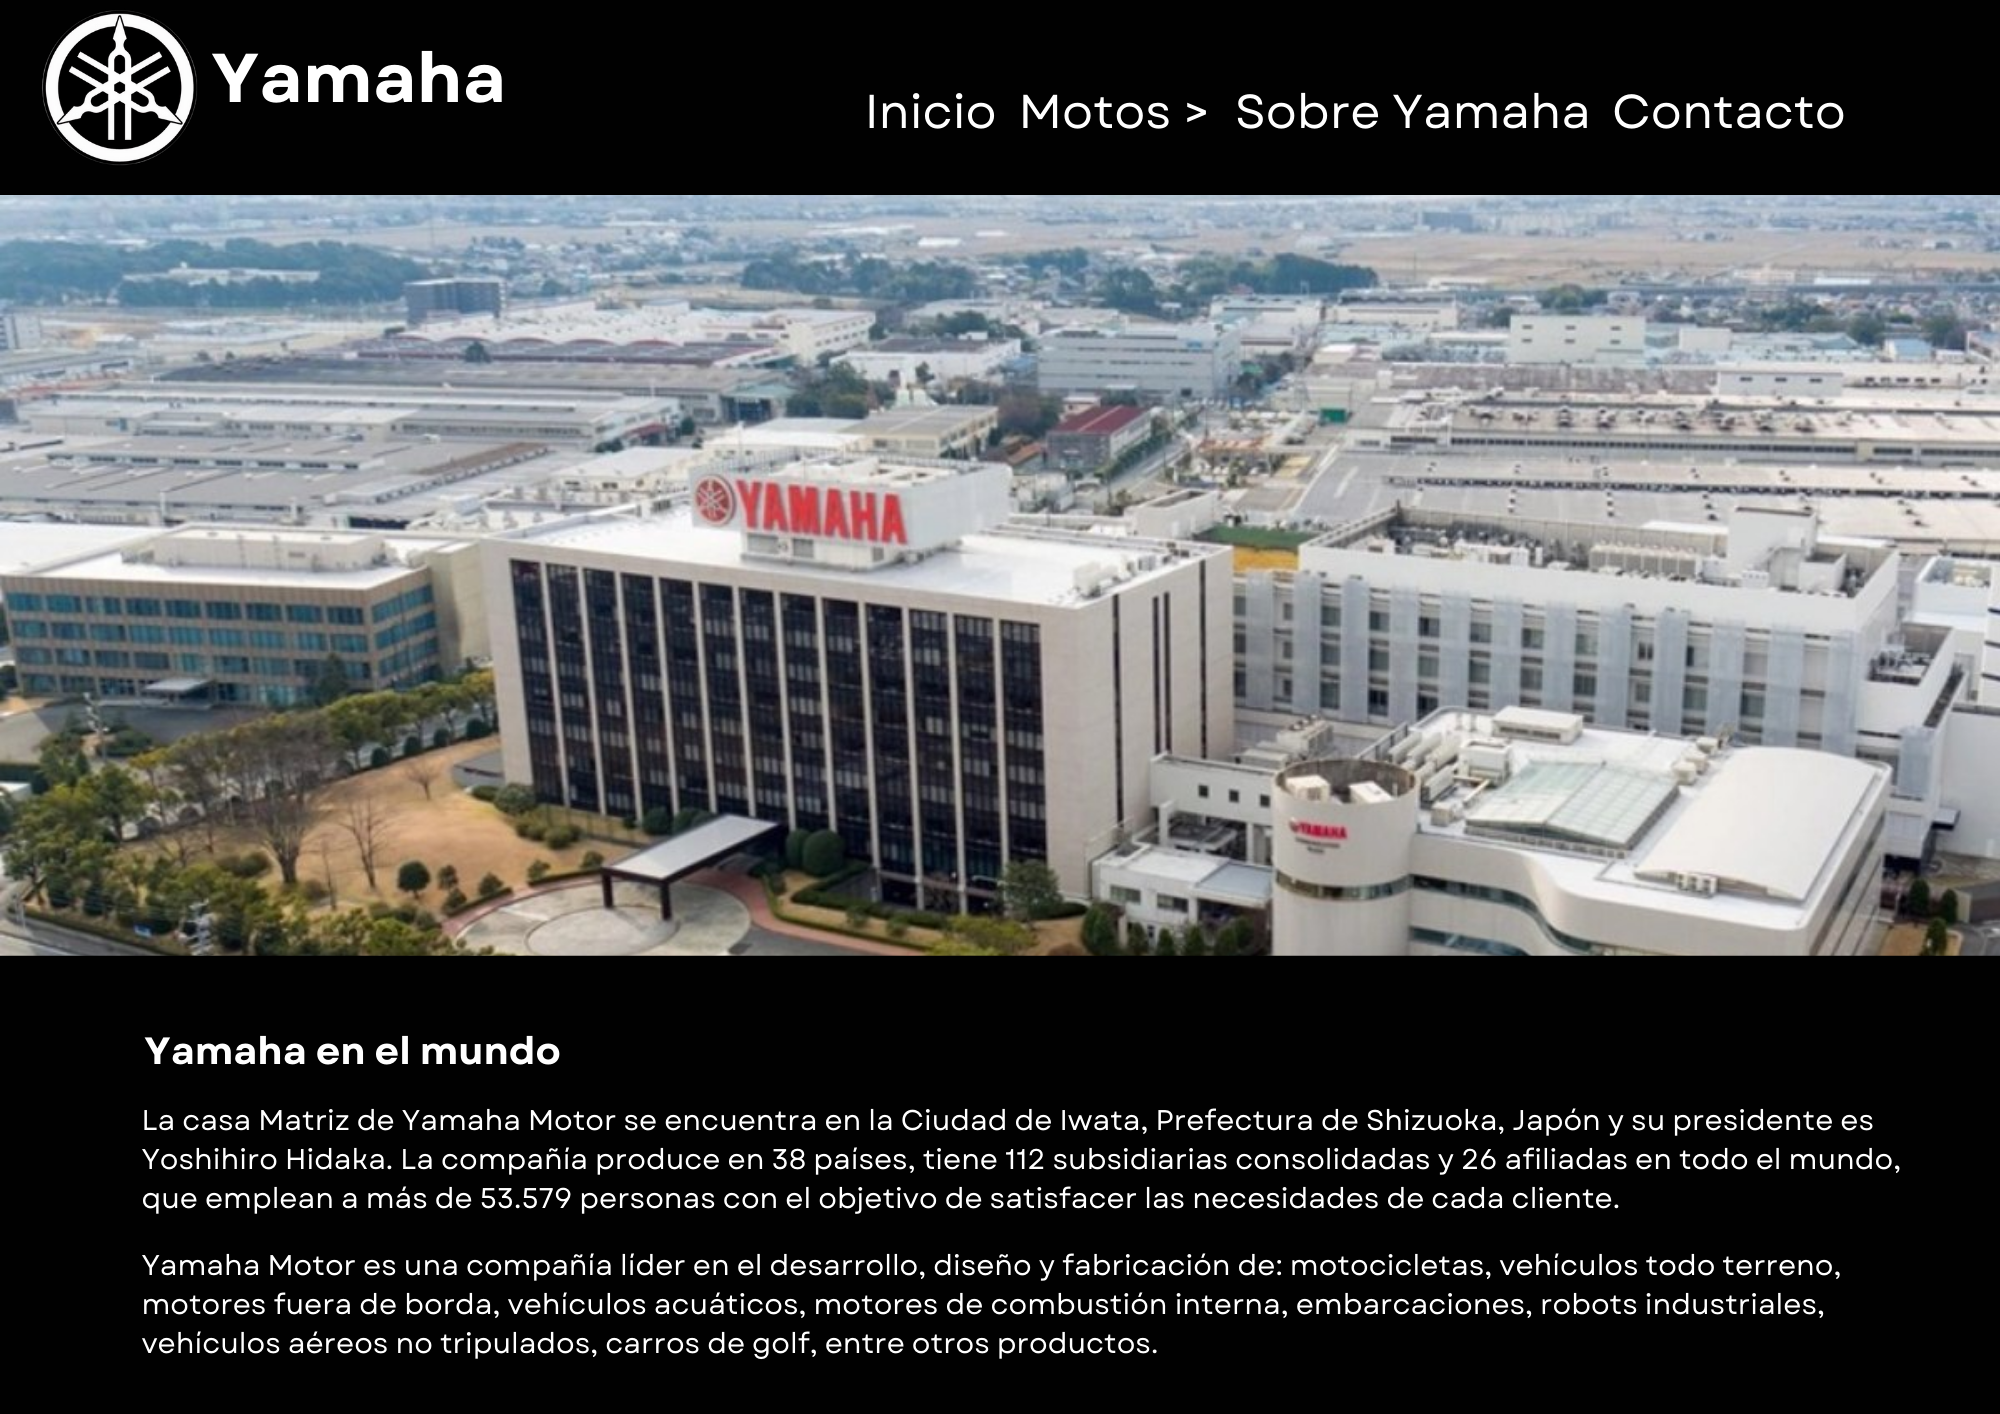 Yamaha
Inicio Motos > Sobre Yamaha Contacto
YAMAHA
YAMAHA
Yamaha en el mundo
La casa Matriz de Yamaha Motor se encuentra en la Ciudad de Iwata, Prefectura de Shizuoka, Japón y su presidente es
Yoshihiro Hidaka. La compañía produce en 38 países, tiene 112 subsidiarias consolidadas y 26 afiliadas en todo el mundo,
que emplean a más de 53.579 personas con el objetivo de satisfacer las necesidades de cada cliente.
Yamaha Motor es una compañía líder en el desarrollo, diseño y fabricación de: motocicletas, vehículos todo terreno,
motores fuera de borda, vehículos acuáticos, motores de combustión interna, embarcaciones, robots industriales,
vehículos aéreos no tripulados, carros de golf, entre otros productos.